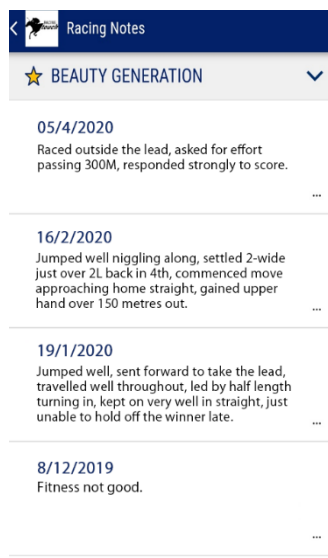 Racing Notes
BEAUTY GENERATION
05/4/2020
Raced outside the lead, asked for effort
passing 300M, responded strongly to score.
...
16/2/2020
Jumped well niggling along, settled 2-wide
just over 2L back in 4th, commenced move
approaching home straight, gained upper
hand over 150 metres out.
...
19/1/2020
Jumped well, sent forward to take the lead,
travelled well throughout, led by half length
turning in, kept on very well in straight, just
unable to hold off the winner late.
...
8/12/2019
Fitness not good.
...